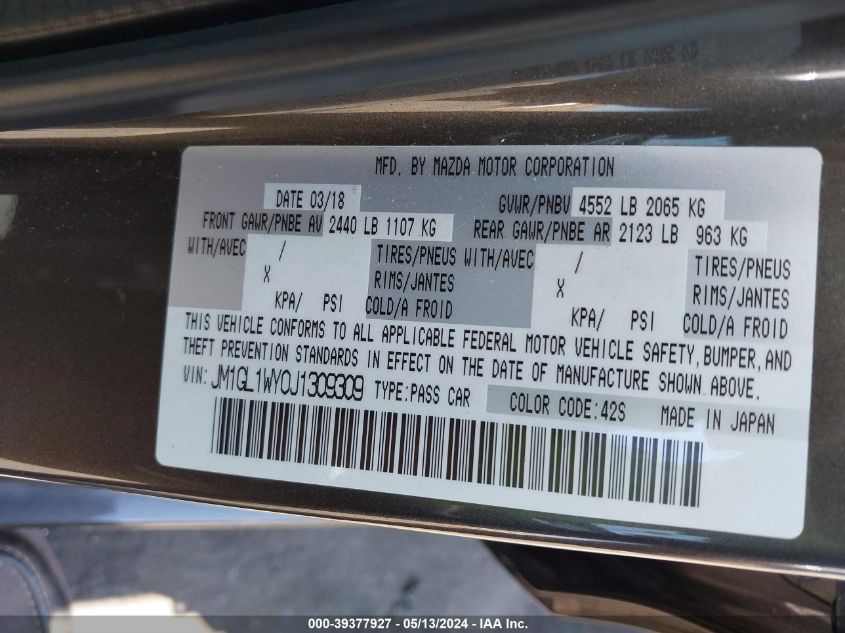 MFD. BY MAZDA MOTOR CORPORATION
DATE 03/18 GVWR/PNBV 4552 LB 2065 KG
FRONT GAWR/PNBE AV 2440 LB 1107 KG REAR GAWR/PNBE AR 2123 LB 963 KG
WITH/AVEC / TIRES/PNEUS WITH/AVEC / TIRES/PNEUS
X RIMS/JANTES X RIMS/JANTES
KPA/ PSI COLD/A FROID KPA/ PSI COLD/A FROID
THIS VEHICLE CONFORMS TO ALL APPLICABLE FEDERAL MOTOR VEHICLE SAFETY, BUMPER, AND
THEFT PREVENTION STANDARDS IN EFFECT ON THE DATE OF MANUFACTURE SHOWN ABOVE.
VIN: JM1GL1WY0J1309309 TYPE:PASS CAR COLOR CODE:42S MADE IN JAPAN
000-39377927 - 05/13/2024 - IAA Inc.